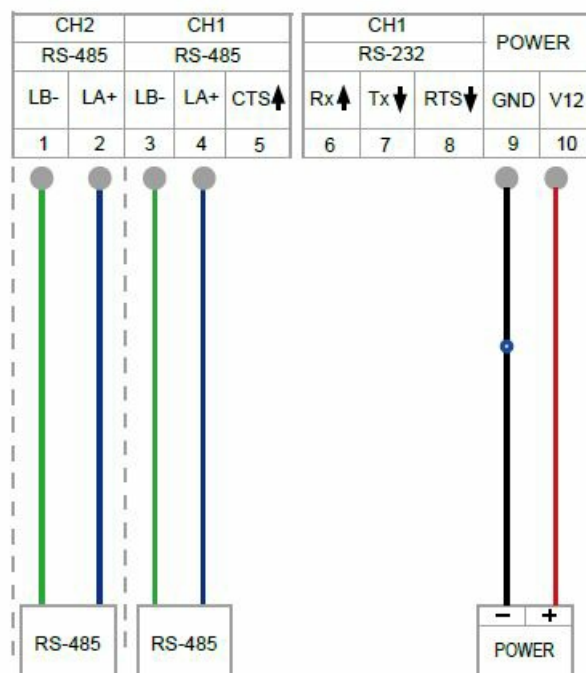 CH2 CH1 CH1 POWER
RS-485 RS-485 RS-232
LB- LA+ LB- LA+ CTS Rx Tx RTS GND V12
1 2 3 4 5 6 7 8 9 10
− +
RS-485 RS-485 POWER